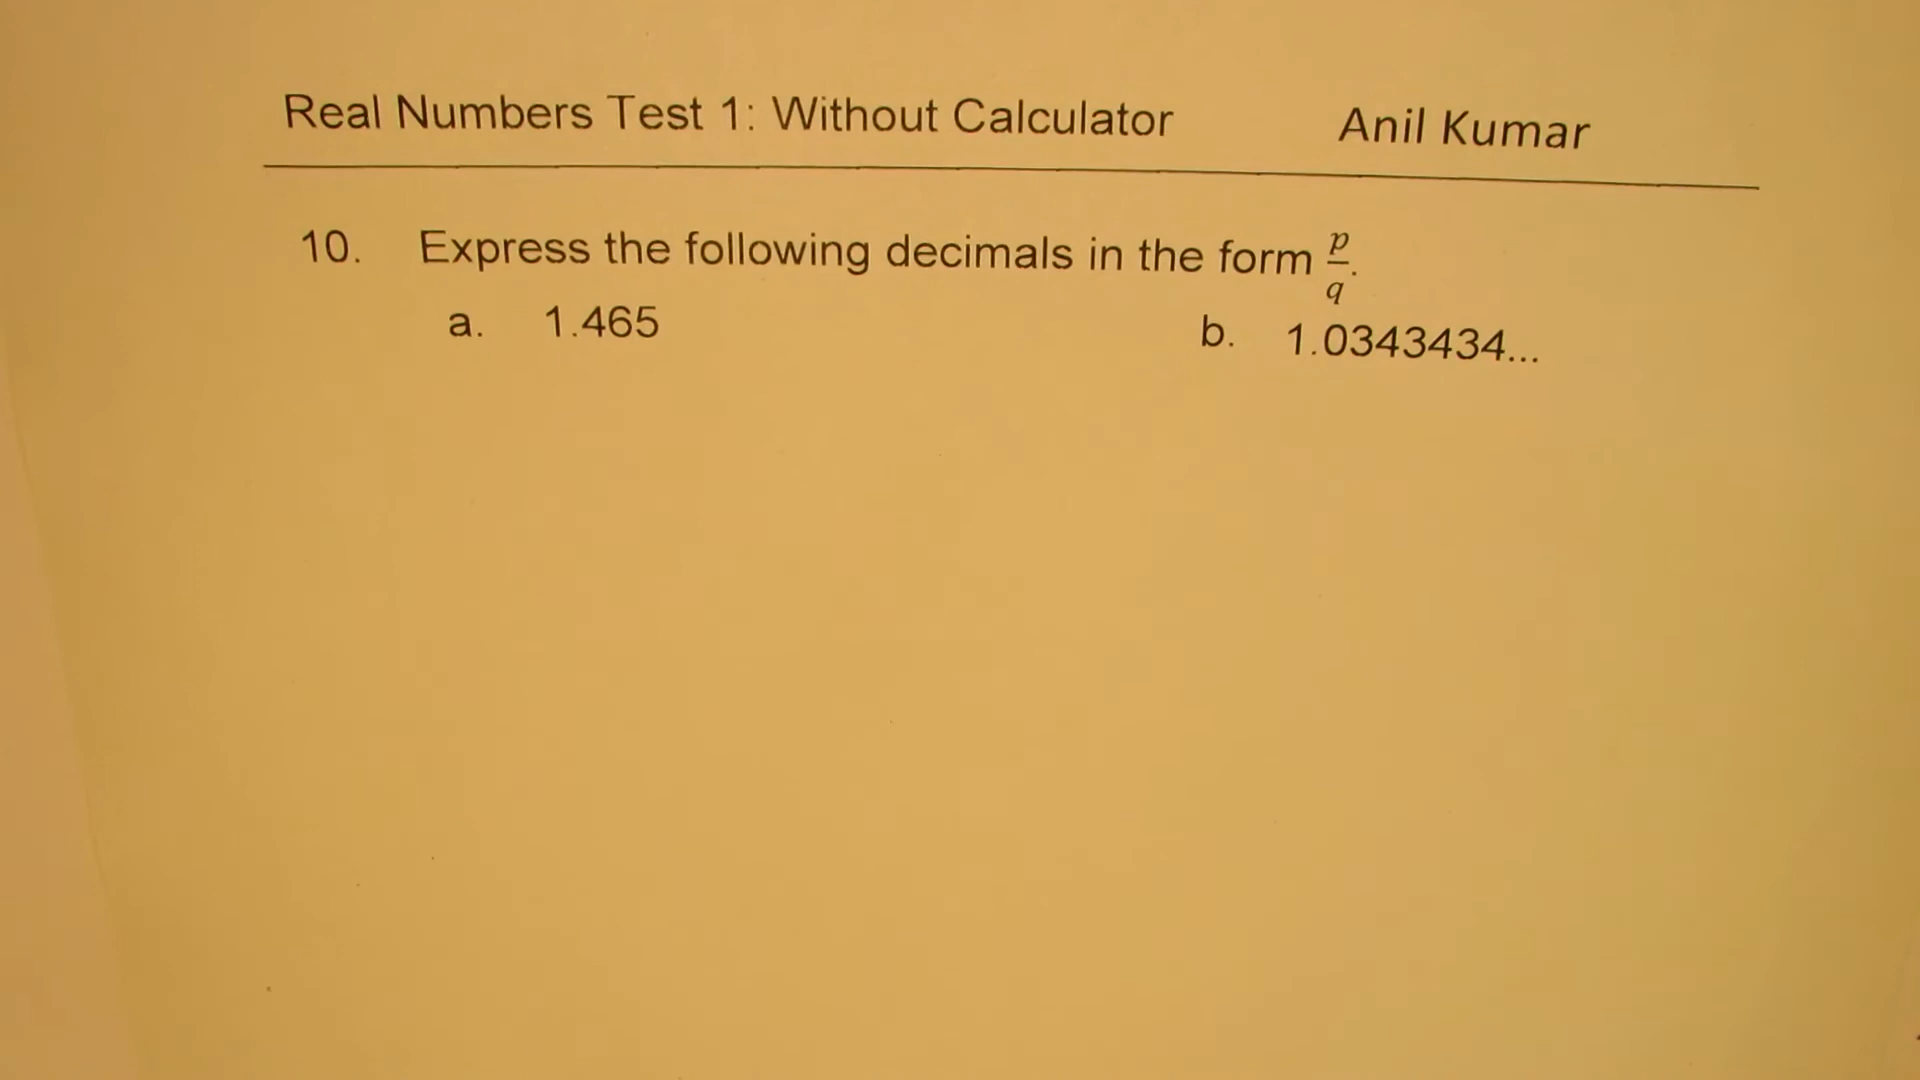 Real Numbers Test 1: Without Calculator Anil Kumar
10. Express the following decimals in the form p/q.
a. 1.465 b. 1.0343434...